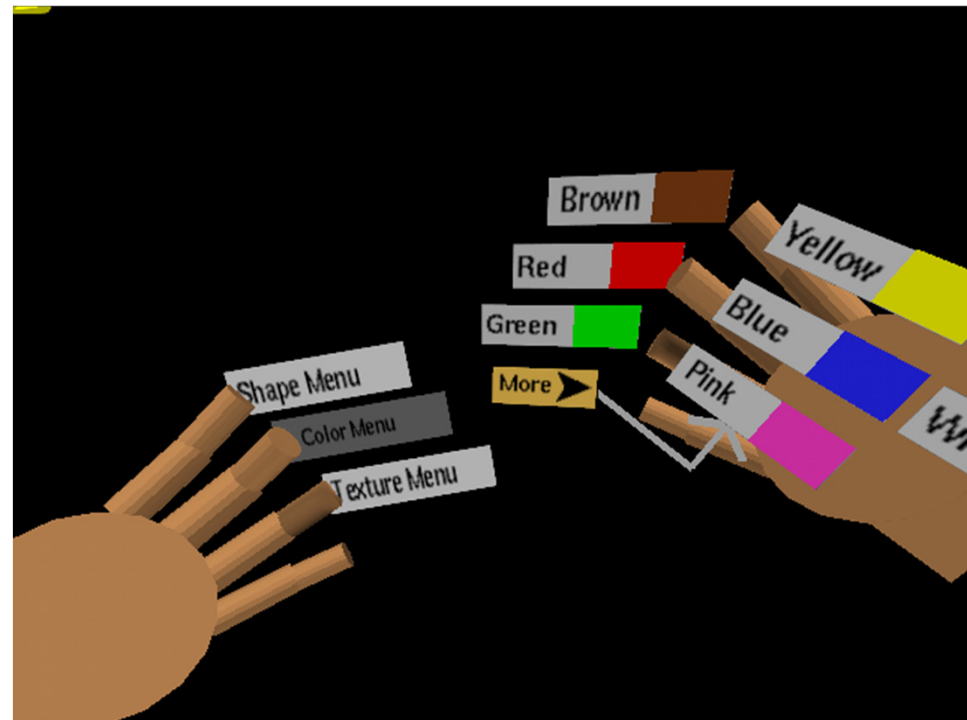 Brown
Yellow
Red
Blue
Green
Pink
More
Shape Menu
Color Menu
Texture Menu